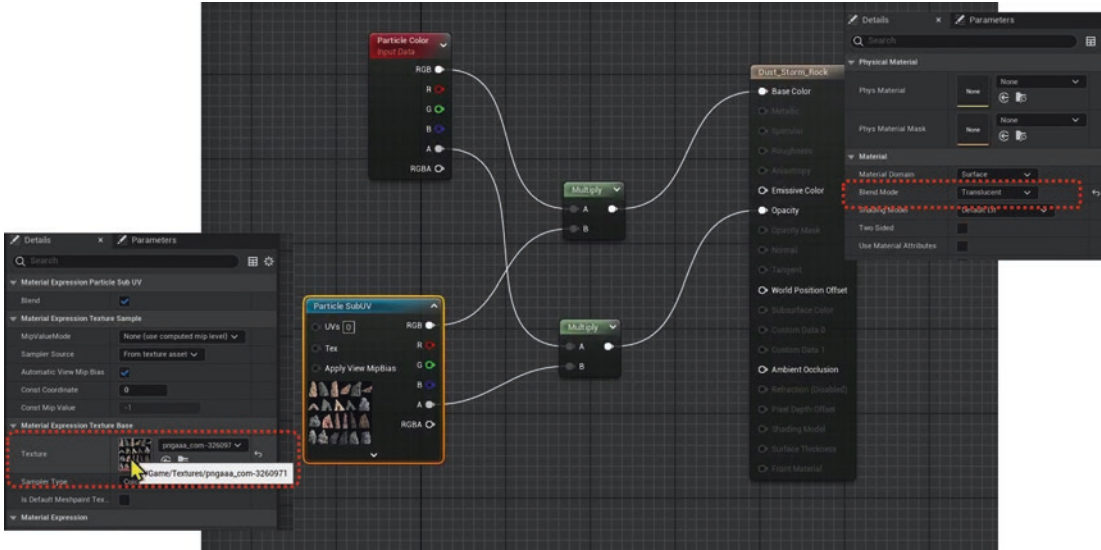 Particle Color
Input Data
RGB
R
G
B
A
RGBA
Multiply
A
B
Dust_Storm_Rock
Base Color
Metallic
Specular
Roughness
Anisotropy
Emissive Color
Opacity
Opacity Mask
Normal
Tangent
World Position Offset
Subsurface Color
Custom Data 0
Custom Data 1
Ambient Occlusion
Refraction (Disabled)
Pixel Depth Offset
Shading Model
Surface Thickness
Front Material
Details × Parameters
Search
Physical Material
Phys Material None None
Phys Material Mask None None
Material
Material Domain Surface
Blend Mode Translucent
Shading Model Default Lit
Two Sided
Use Material Attributes
Details × Parameters
Search
Material Expression Particle Sub UV
Blend
Material Expression Texture Sample
MipValueMode None (use computed mip level)
Sampler Source From texture asset
Automatic View Mip Bias
Const Coordinate 0
Const Mip Value -1
Material Expression Texture Base
Texture pngaaa_com-326097
/Game/Textures/pngaaa_com-3260971
Sampler Type
Is Default Meshpaint Tex...
Material Expression
Particle SubUV
UVs 0 RGB
Tex R
Apply View MipBias G
B
A
RGBA
Multiply
A
B